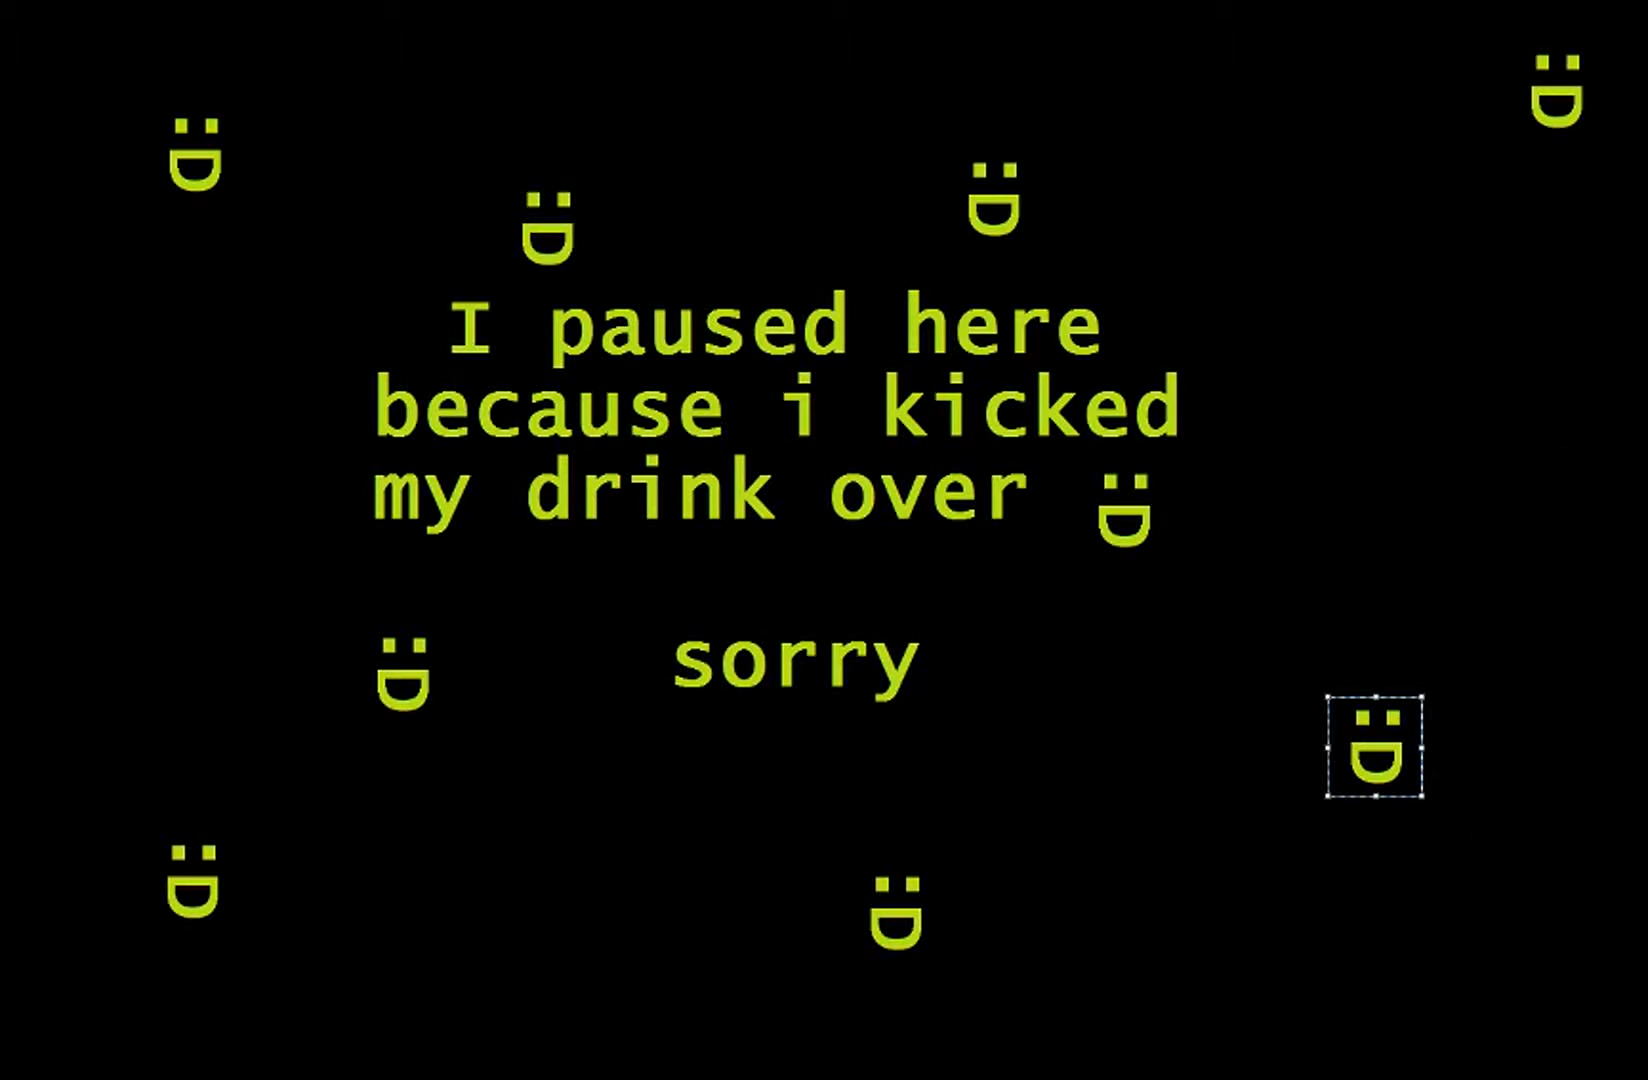 :D
:D
:D
:D
I paused here
because i kicked
my drink over :D
sorry
:D
:D
:D
:D